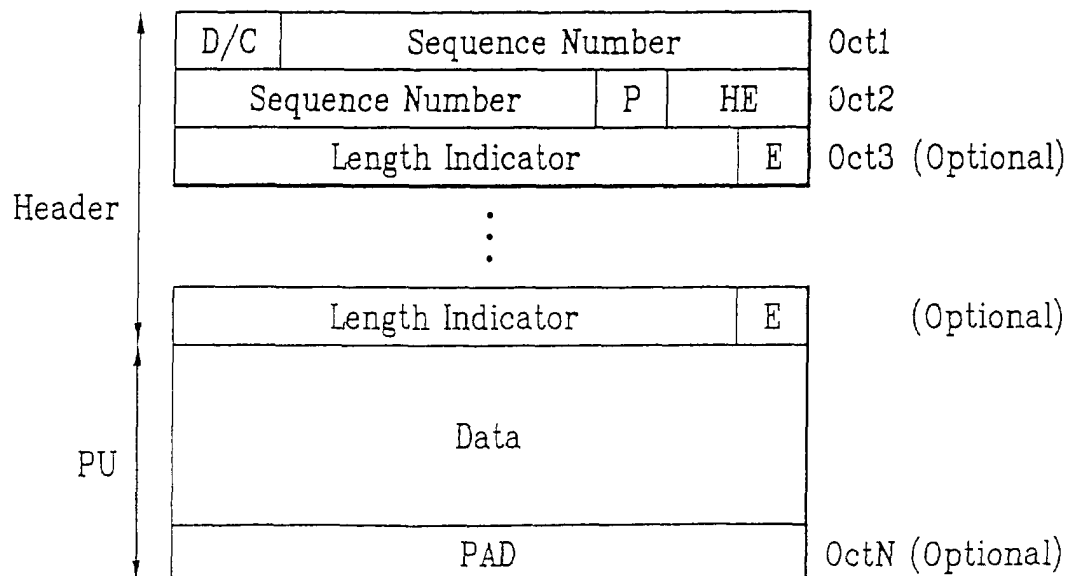 D/C Sequence Number Oct1
Sequence Number P HE Oct2
Length Indicator E Oct3 (Optional)
Header
Length Indicator E (Optional)
Data
PU
PAD OctN (Optional)